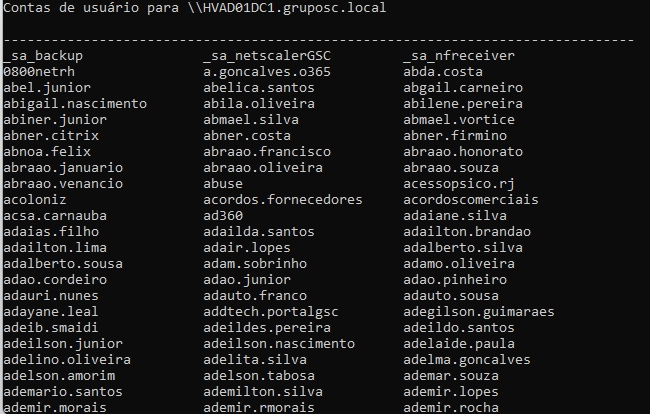 Contas de usuário para \\HVAD01DC1.gruposc.local
-------------------------------------------------------------------------------
_sa_backup _sa_netscalerGSC _sa_nfreceiver
0800netrh a.goncalves.o365 abda.costa
abel.junior abelica.santos abgail.carneiro
abigail.nascimento abila.oliveira abilene.pereira
abiner.junior abmael.silva abmael.vortice
abner.citrix abner.costa abner.firmino
abnoa.felix abraao.francisco abraao.honorato
abraao.januario abraao.oliveira abraao.souza
abraao.venancio abuse acessopsico.rj
acoloniz acordos.fornecedores acordoscomerciais
acsa.carnauba ad360 adaiane.silva
adaias.filho adailda.santos adailton.brandao
adailton.lima adair.lopes adalberto.silva
adalberto.sousa adam.sobrinho adamo.oliveira
adao.cordeiro adao.junior adao.pinheiro
adauri.nunes adauto.franco adauto.sousa
adayane.leal addtech.portalgsc adegilson.guimaraes
adeib.smaidi adeildes.pereira adeildo.santos
adeilson.junior adeilson.nascimento adelaide.paula
adelino.oliveira adelita.silva adelma.goncalves
adelson.amorim adelson.tabosa ademar.souza
ademario.santos ademilton.silva ademir.lopes
ademir.morais ademir.rmorais ademir.rocha